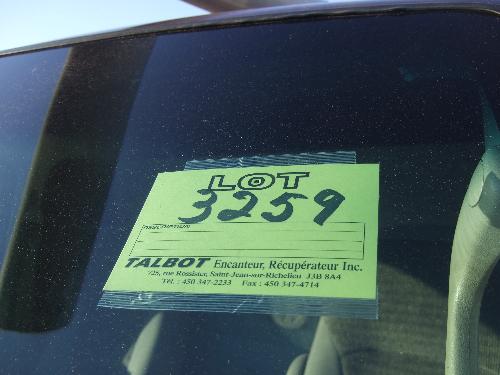 LOT
3259
DESCRIPTION
TALBOT Encanteur, Récupérateur Inc.
725, rue Rossiter, Saint-Jean-sur-Richelieu J3B 8A4
Tél. : 450 347-2233 Fax : 450 347-4714